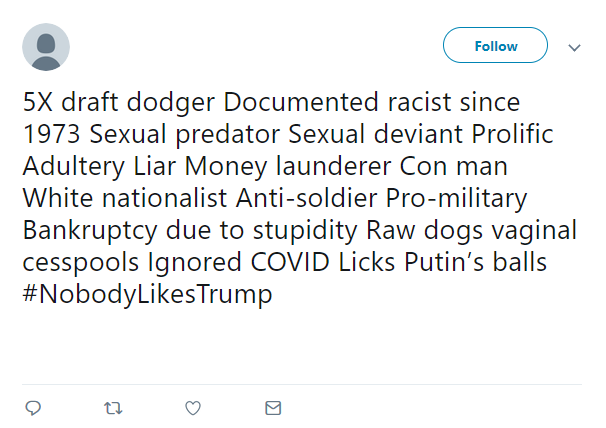 Follow
5X draft dodger Documented racist since
1973 Sexual predator Sexual deviant Prolific
Adultery Liar Money launderer Con man
White nationalist Anti-soldier Pro-military
Bankruptcy due to stupidity Raw dogs vaginal
cesspools Ignored COVID Licks Putin’s balls
#NobodyLikesTrump